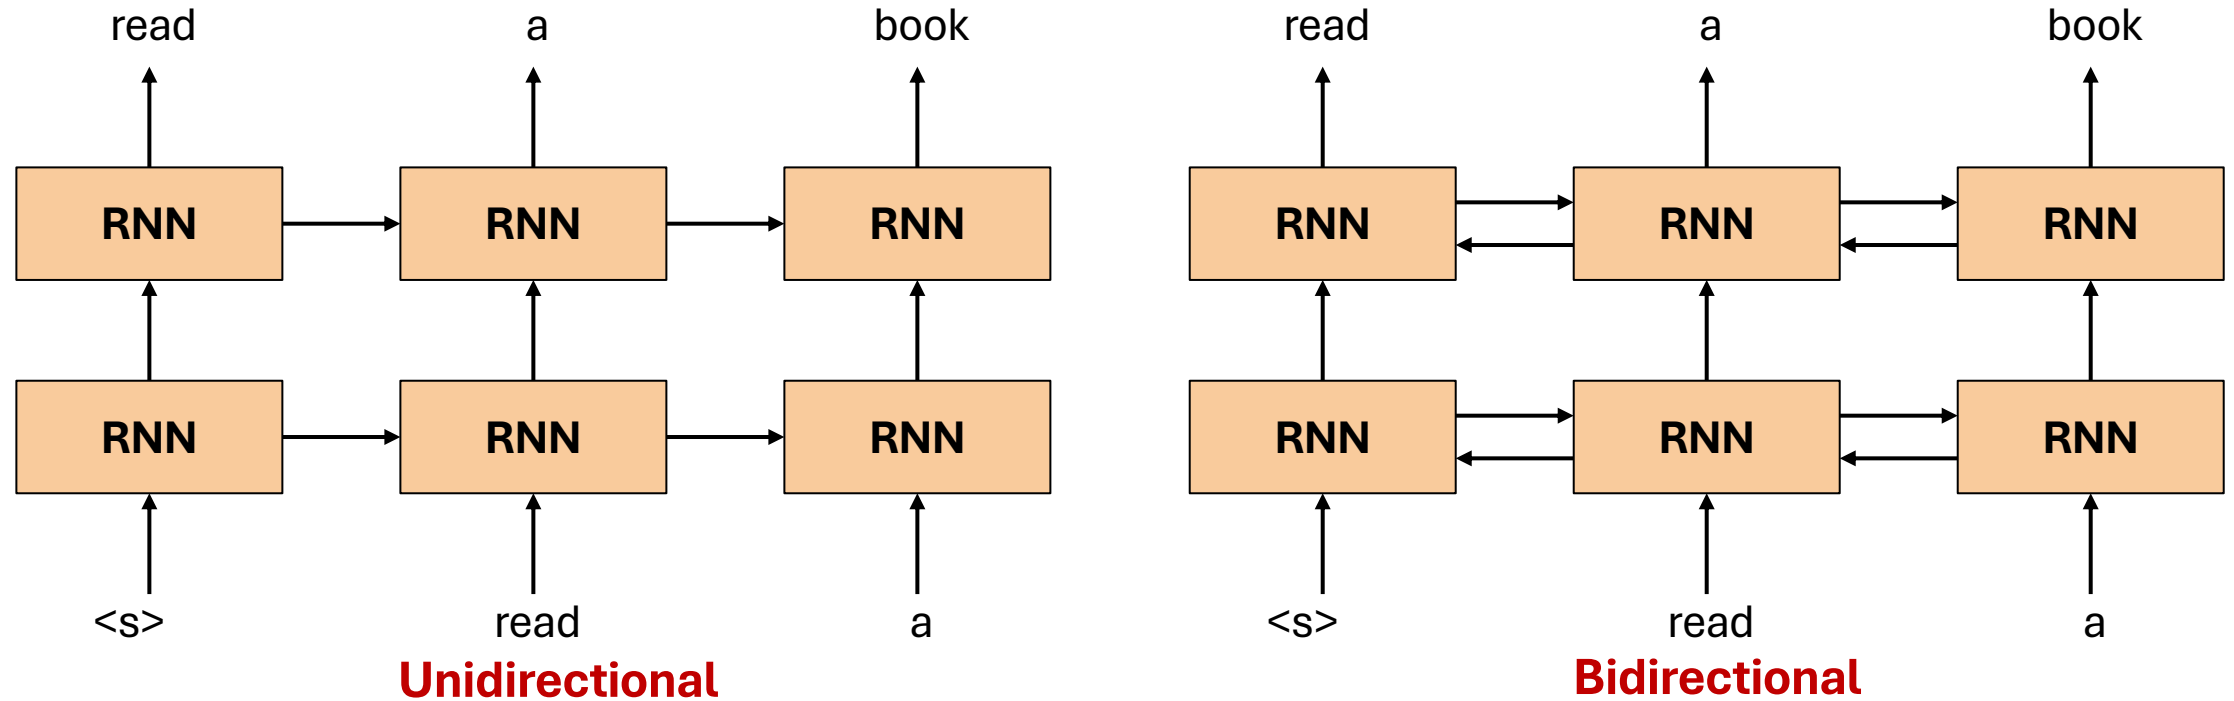 read a book
RNN RNN RNN
RNN RNN RNN
<s> read a
Unidirectional
read a book
RNN RNN RNN
RNN RNN RNN
<s> read a
Bidirectional